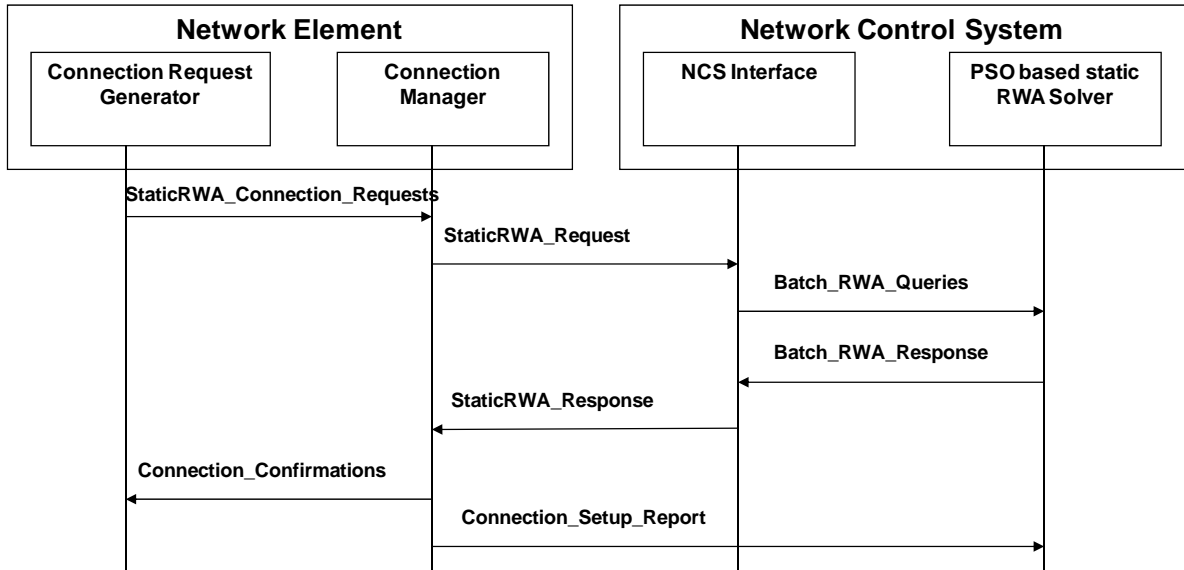 Network Element
Network Control System
Connection Request
Generator
Connection
Manager
NCS Interface
PSO based static
RWA Solver
StaticRWA_Connection_Requests
StaticRWA_Request
Batch_RWA_Queries
Batch_RWA_Response
StaticRWA_Response
Connection_Confirmations
Connection_Setup_Report